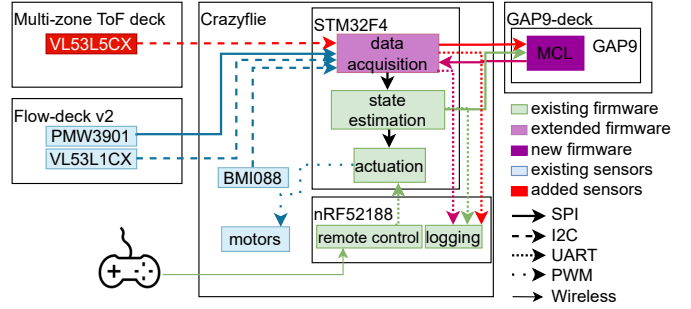 Multi-zone ToF deck
VL53L5CX
Flow-deck v2
PMW3901
VL53L1CX
Crazyflie
BMI088
motors
STM32F4
data
acquisition
state
estimation
actuation
nRF52188
remote control
logging
GAP9-deck
MCL
GAP9
existing firmware
extended firmware
new firmware
existing sensors
added sensors
SPI
I2C
UART
PWM
Wireless